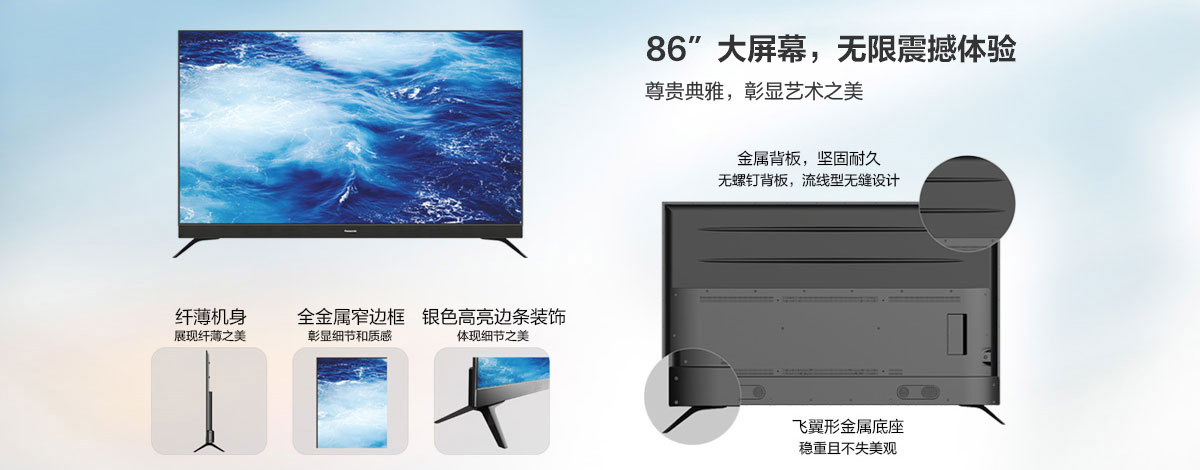 86”大屏幕，无限震撼体验
尊贵典雅，彰显艺术之美
Panasonic
金属背板，坚固耐久
无螺钉背板，流线型无缝设计
纤薄机身
展现纤薄之美
全金属窄边框
彰显细节和质感
银色高亮边条装饰
体现细节之美
飞翼形金属底座
稳重且不失美观